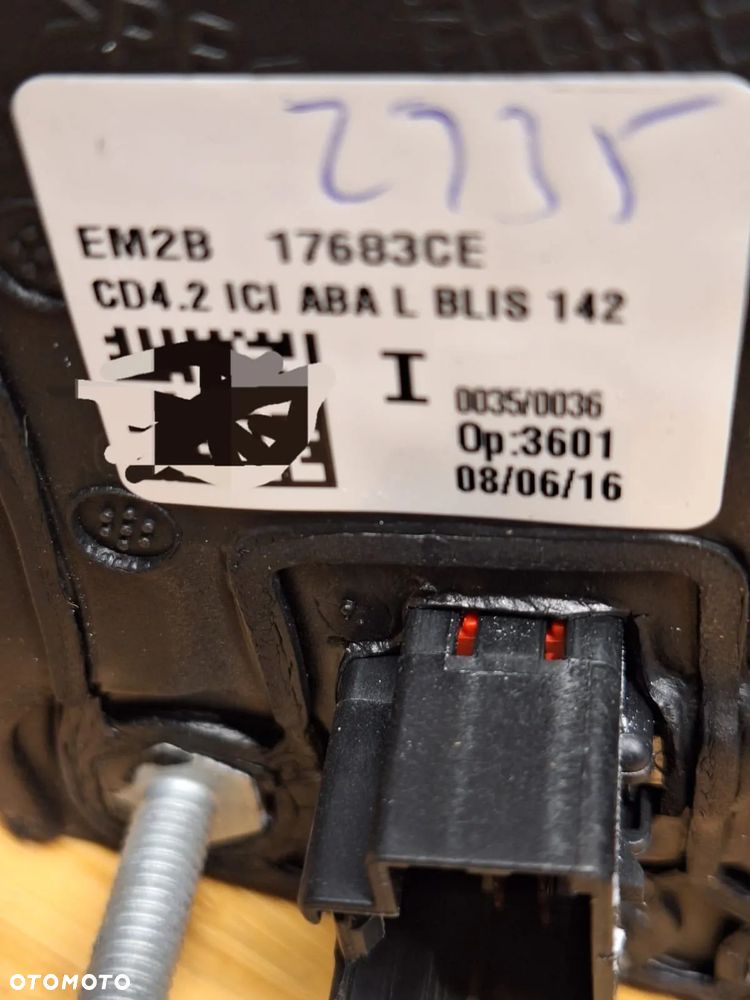 2735
EM2B 17683CE
CD4.2 ICI ABA L BLIS 142
I
0035/0036
Op:3601
08/06/16
OTOMOTO